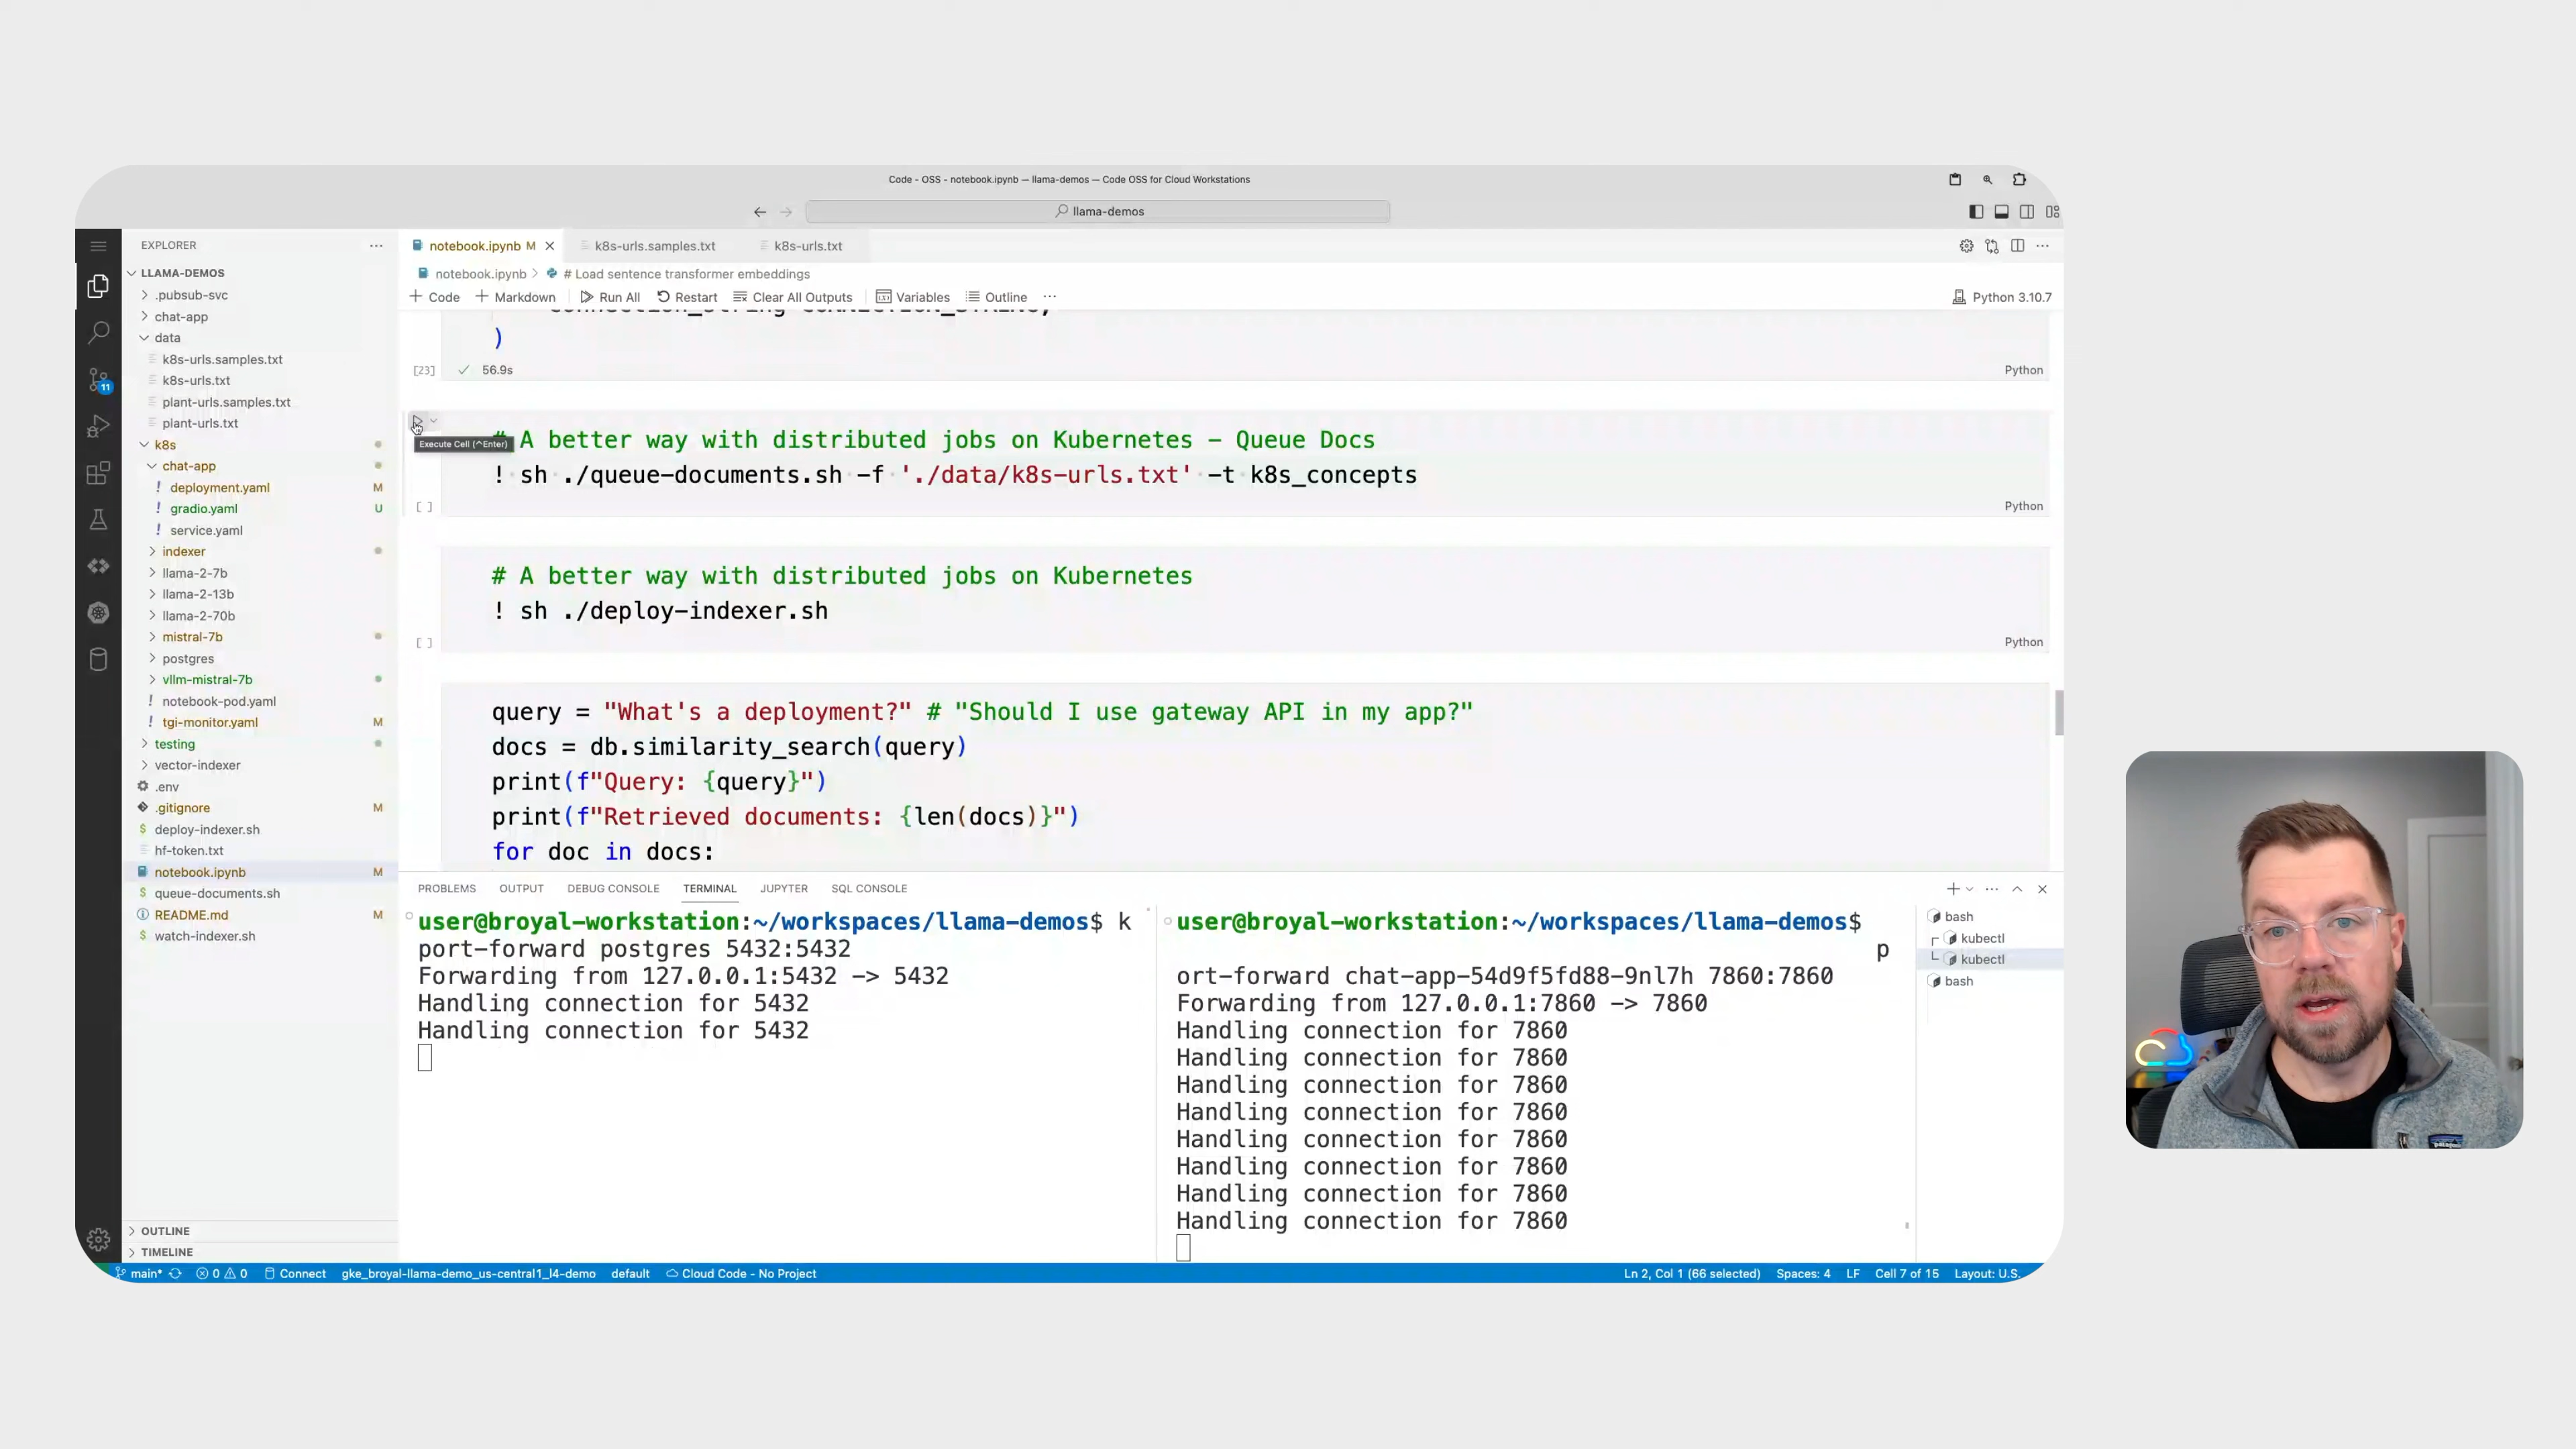 Code - OSS - notebook.ipynb — llama-demos — Code OSS for Cloud Workstations
llama-demos
EXPLORER
LLAMA-DEMOS
.pubsub-svc
chat-app
data
k8s-urls.samples.txt
k8s-urls.txt
plant-urls.samples.txt
plant-urls.txt
k8s
chat-app
deployment.yaml M
gradio.yaml U
service.yaml
indexer
llama-2-7b
llama-2-13b
llama-2-70b
mistral-7b
postgres
vllm-mistral-7b
notebook-pod.yaml
tgi-monitor.yaml M
testing
vector-indexer
.env
.gitignore M
deploy-indexer.sh
hf-token.txt
notebook.ipynb M
queue-documents.sh
README.md M
watch-indexer.sh
OUTLINE
TIMELINE
11
notebook.ipynb M
k8s-urls.samples.txt
k8s-urls.txt
notebook.ipynb > # Load sentence transformer embeddings
+ Code + Markdown Run All Restart Clear All Outputs Variables Outline ...
Python 3.10.7
connection_string=CONNECTION_STRING,
)
[23] ✓ 56.9s Python
Execute Cell (^Enter)
# A better way with distributed jobs on Kubernetes - Queue Docs
! sh ./queue-documents.sh -f './data/k8s-urls.txt' -t k8s_concepts
[ ] Python
# A better way with distributed jobs on Kubernetes
! sh ./deploy-indexer.sh
[ ] Python
query = "What's a deployment?" # "Should I use gateway API in my app?"
docs = db.similarity_search(query)
print(f"Query: {query}")
print(f"Retrieved documents: {len(docs)}")
for doc in docs:
PROBLEMS OUTPUT DEBUG CONSOLE TERMINAL JUPYTER SQL CONSOLE
user@broyal-workstation:~/workspaces/llama-demos$ k
port-forward postgres 5432:5432
Forwarding from 127.0.0.1:5432 -> 5432
Handling connection for 5432
Handling connection for 5432
user@broyal-workstation:~/workspaces/llama-demos$
p
ort-forward chat-app-54d9f5fd88-9nl7h 7860:7860
Forwarding from 127.0.0.1:7860 -> 7860
Handling connection for 7860
Handling connection for 7860
Handling connection for 7860
Handling connection for 7860
Handling connection for 7860
Handling connection for 7860
Handling connection for 7860
Handling connection for 7860
bash
kubectl
kubectl
bash
main* 0 0 Connect gke_broyal-llama-demo_us-central1_l4-demo default Cloud Code - No Project
Ln 2, Col 1 (66 selected) Spaces: 4 LF Cell 7 of 15 Layout: U.S.